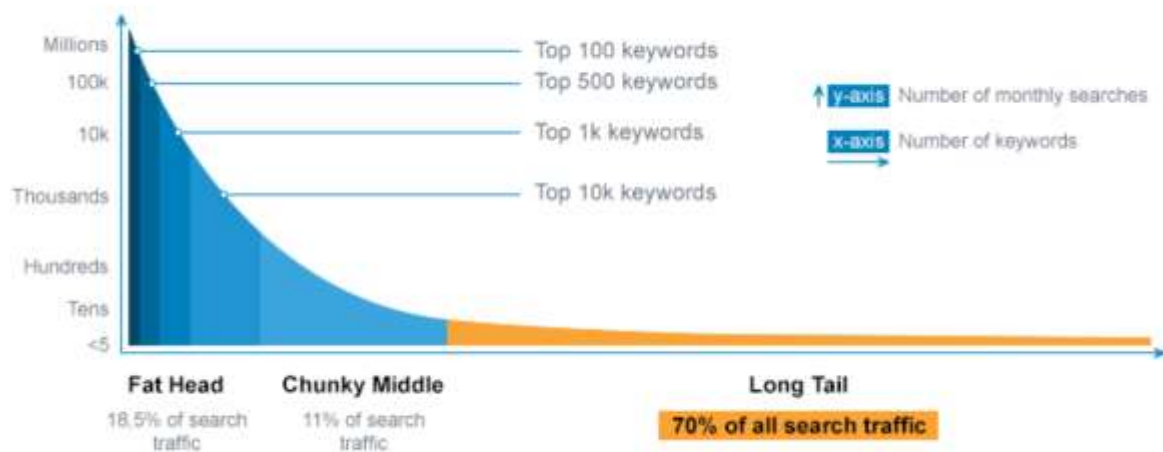 Millions
100k
10k
Thousands
Hundreds
Tens
<5
Top 100 keywords
Top 500 keywords
Top 1k keywords
Top 10k keywords
y-axis Number of monthly searches
x-axis Number of keywords
Fat Head
18.5% of search
traffic
Chunky Middle
11% of search
traffic
Long Tail
70% of all search traffic